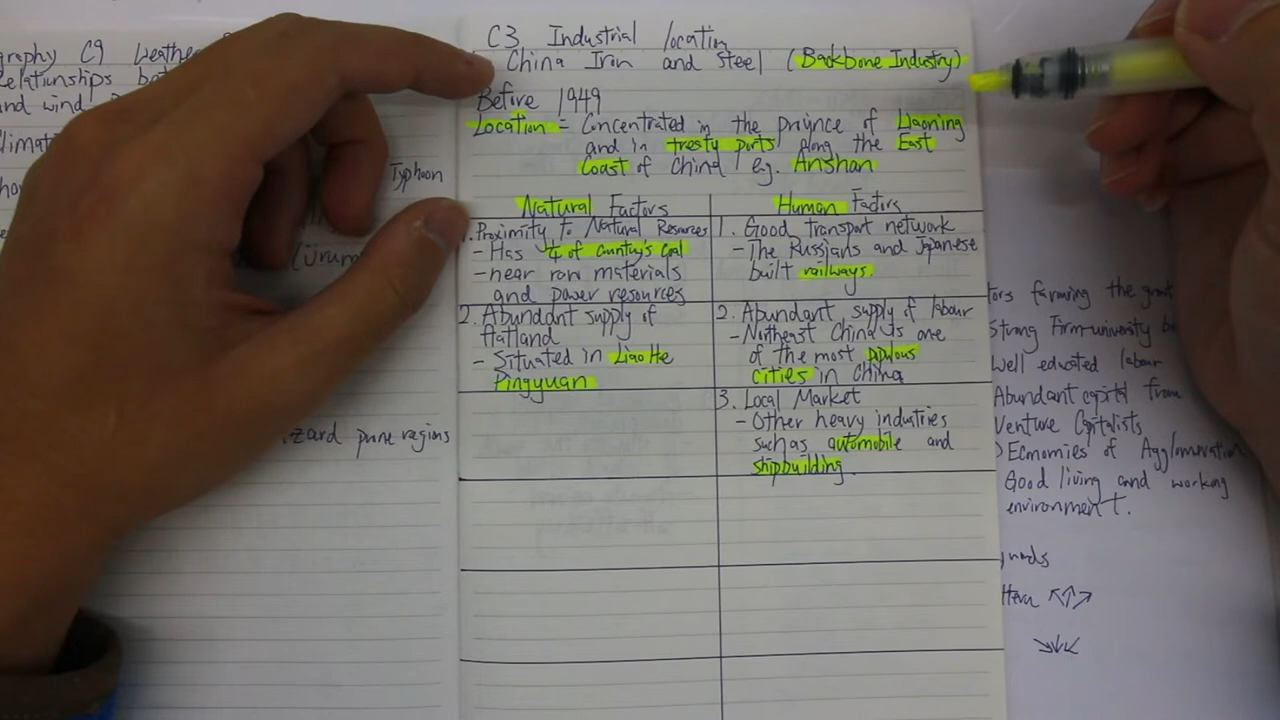 C3 Industrial location
China Iron and Steel (Backbone Industry)
Before 1949
Location = Concentrated in the province of Liaoning
and in treaty ports along the East
Coast of China eg. Anshan
Natural Factors
1. Proximity to Natural Resources
- Has ¼ of country's coal
- near raw materials
and power resources
2. Abundant supply of
flatland
- Situated in Liao He
Pingyuan
Human Factors
1. Good transport network
- The Russians and Japanese
built railways.
2. Abundant supply of labour
- Northeast China is one
of the most populous
cities in China
3. Local Market
- Other heavy industries
such as automobile and
shipbuilding.
graphy C9 Weather
Relationships
and wind
Typhoon
regions
farming the
Strong Firm-university
Well educated labour
Abundant capital from
Venture Capitalists
Economies of Agglomeration
Good living and working
environment.